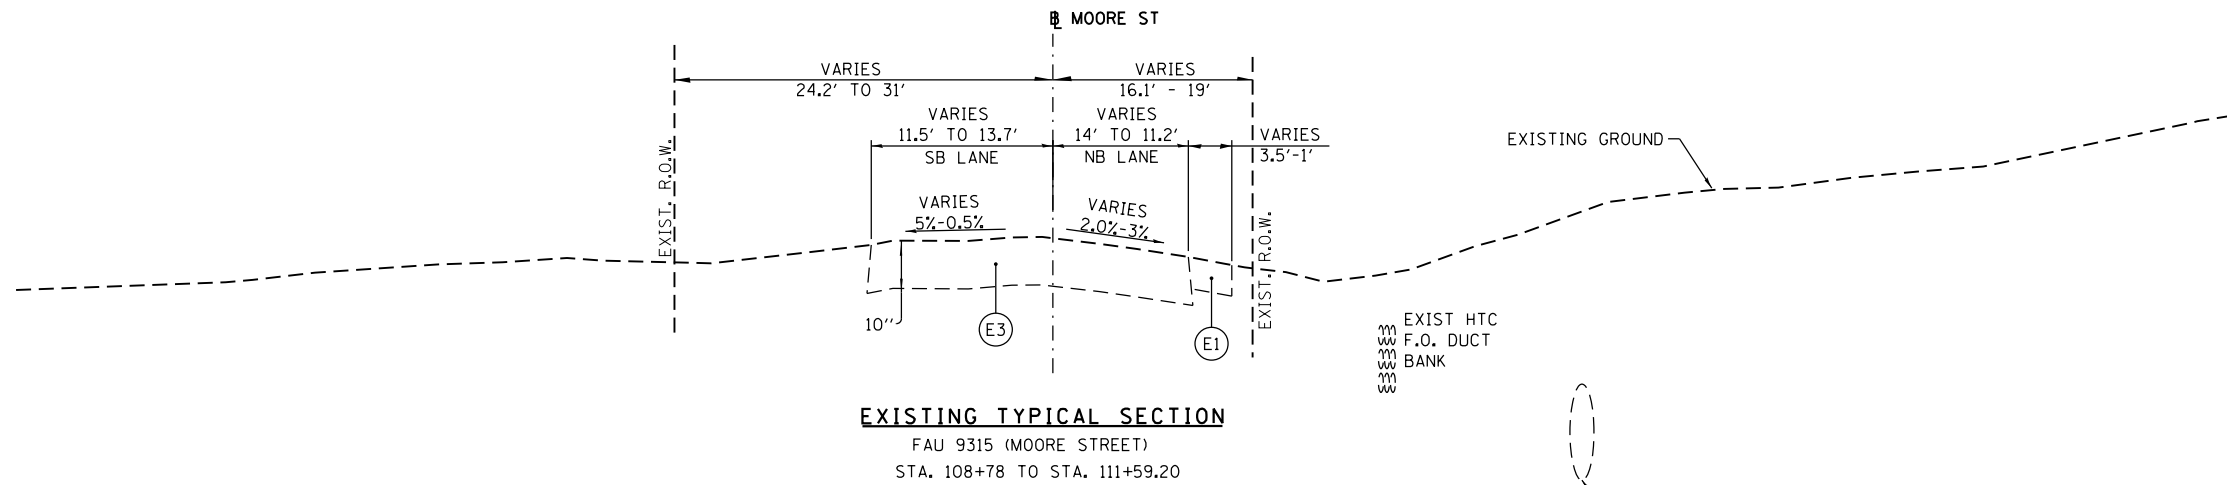 ℄ MOORE ST
VARIES
24.2' TO 31'
VARIES
16.1' - 19'
VARIES
11.5' TO 13.7'
SB LANE
VARIES
14' TO 11.2'
NB LANE
VARIES
3.5'-1'
EXISTING GROUND
EXIST. R.O.W.
VARIES
5%-0.5%
VARIES
2.0%-3%
EXIST. R.O.W.
10''
E3
E1
EXIST HTC
F.O. DUCT
BANK
EXISTING TYPICAL SECTION
FAU 9315 (MOORE STREET)
STA. 108+78 TO STA. 111+59.20